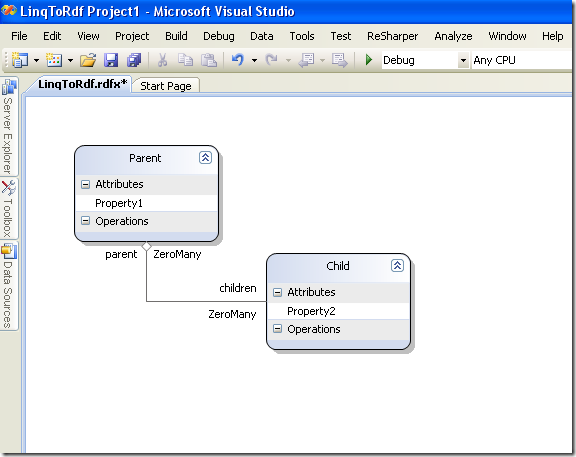 LinqToRdf Project1 - Microsoft Visual Studio
File Edit View Project Build Debug Data Tools Test ReSharper Analyze Window Help
Debug Any CPU
LinqToRdf.rdfx* Start Page
Server Explorer
Toolbox
Data Sources
Parent
Attributes
Property1
Operations
parent ZeroMany
children
ZeroMany
Child
Attributes
Property2
Operations